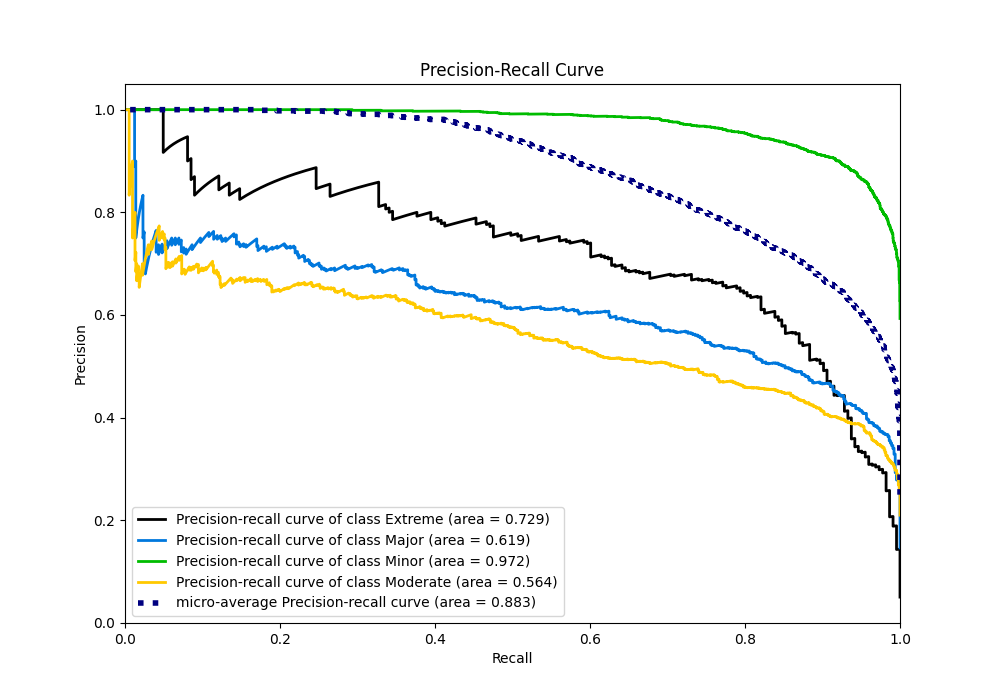 Precision-Recall Curve
1.0
0.8
0.6
0.4
0.2
0.0
Precision
Precision-recall curve of class Extreme (area = 0.729)
Precision-recall curve of class Major (area = 0.619)
Precision-recall curve of class Minor (area = 0.972)
Precision-recall curve of class Moderate (area = 0.564)
micro-average Precision-recall curve (area = 0.883)
0.0 0.2 0.4 0.6 0.8 1.0
Recall